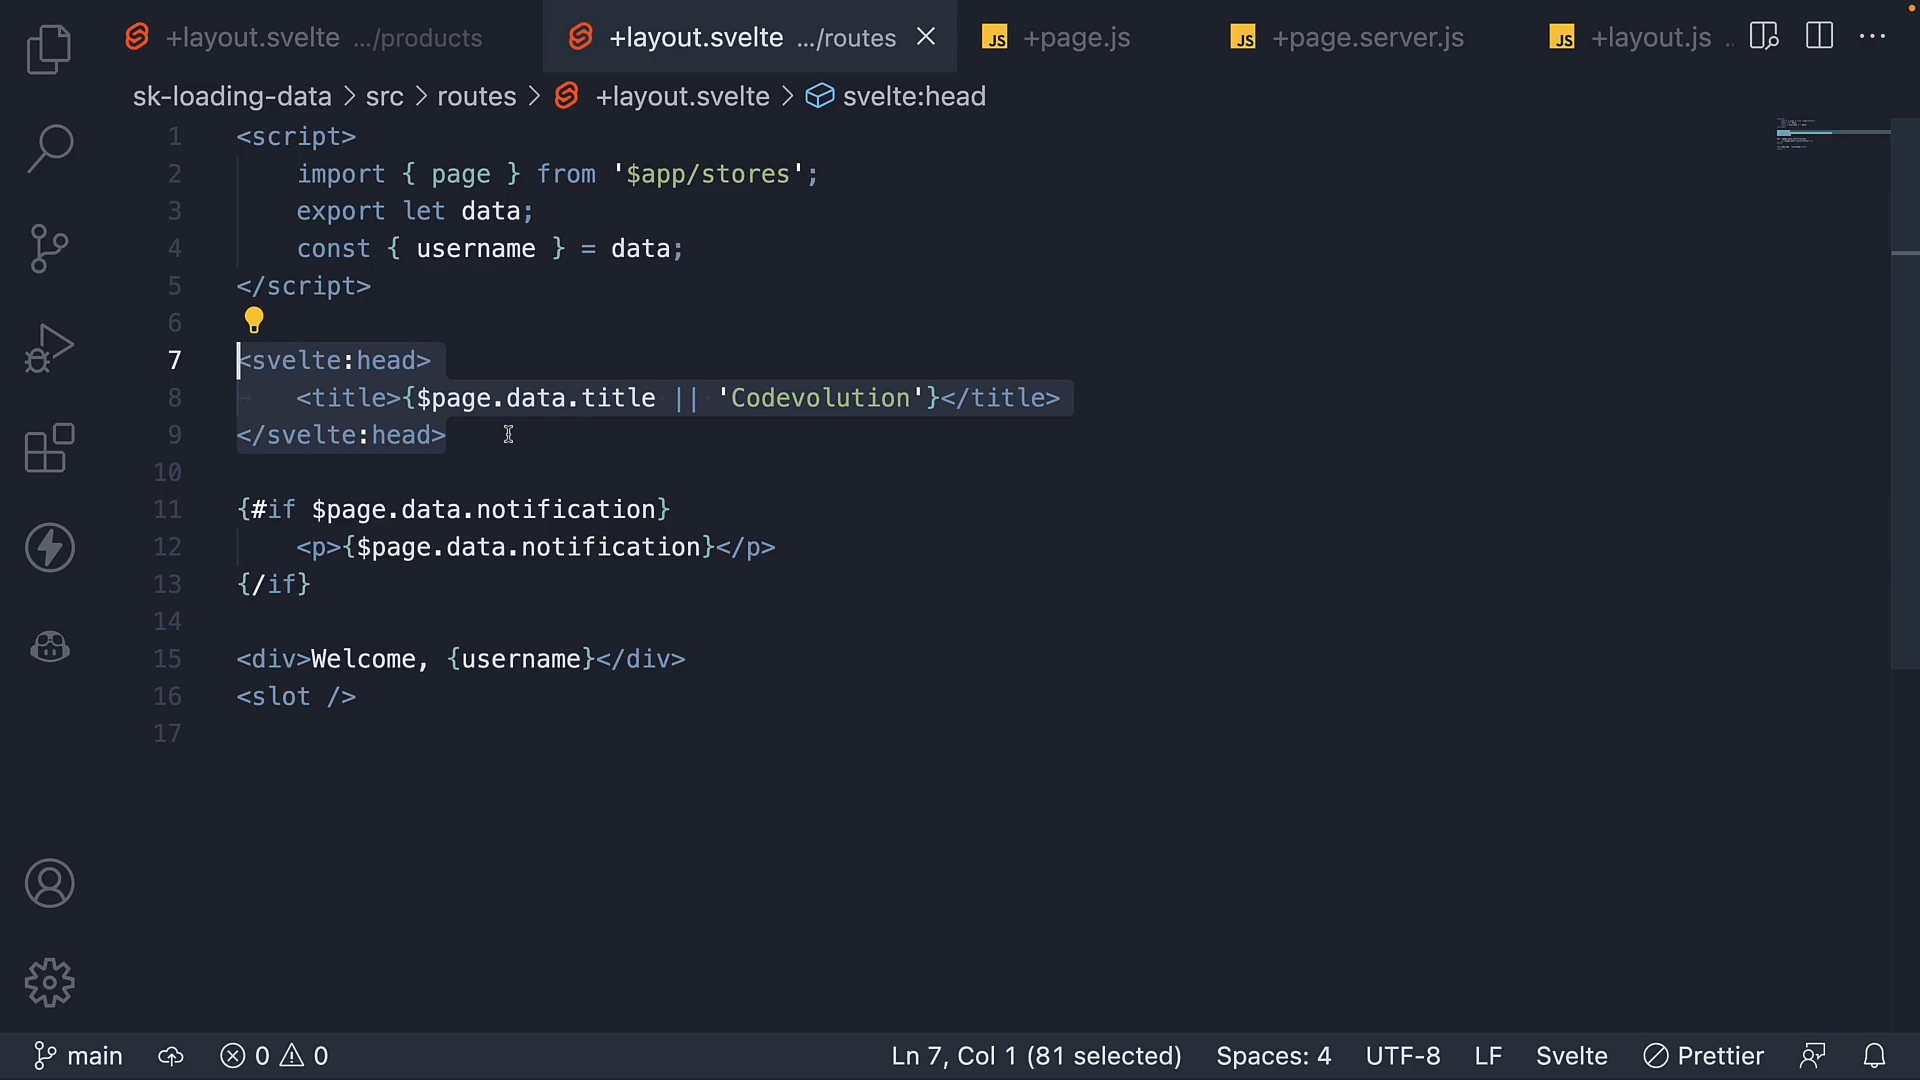 +layout.svelte .../products +layout.svelte .../routes JS +page.js JS +page.server.js JS +layout.js ..
sk-loading-data > src > routes > +layout.svelte > svelte:head
1 <script>
2 import { page } from '$app/stores';
3 export let data;
4 const { username } = data;
5 </script>
6
7 <svelte:head>
8 <title>{$page.data.title || 'Codevolution'}</title>
9 </svelte:head>
10
11 {#if $page.data.notification}
12 <p>{$page.data.notification}</p>
13 {/if}
14
15 <div>Welcome, {username}</div>
16 <slot />
17
main 0 0 Ln 7, Col 1 (81 selected) Spaces: 4 UTF-8 LF Svelte Prettier